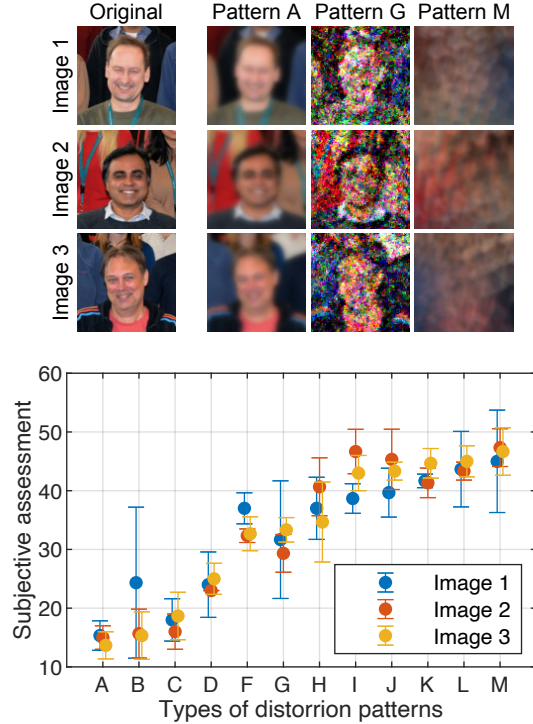 Original Pattern A Pattern G Pattern M
Image 1
Image 2
Image 3
Subjective assessment
60
50
40
30
20
10
Image 1
Image 2
Image 3
A B C D F G H I J K L M
Types of distorrion patterns